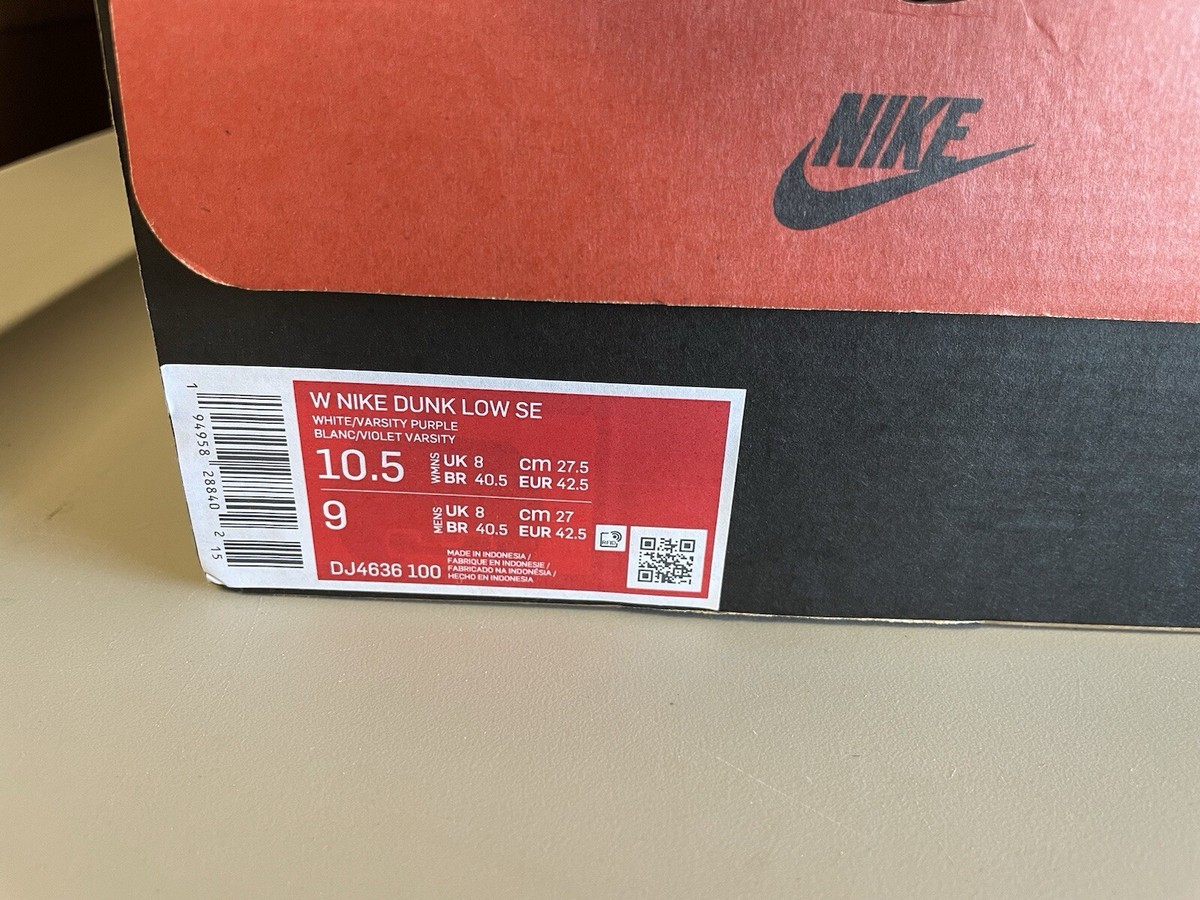 NIKE
W NIKE DUNK LOW SE
WHITE/VARSITY PURPLE
BLANC/VIOLET VARSITY
10.5 WMNS UK 8 cm 27.5
BR 40.5 EUR 42.5
9 MENS UK 8 cm 27
BR 40.5 EUR 42.5
RFID
DJ4636 100
MADE IN INDONESIA /
FABRIQUE EN INDONESIE /
FABRICADO NA INDONÉSIA /
HECHO EN INDONESIA
1 94958 28840 2 15